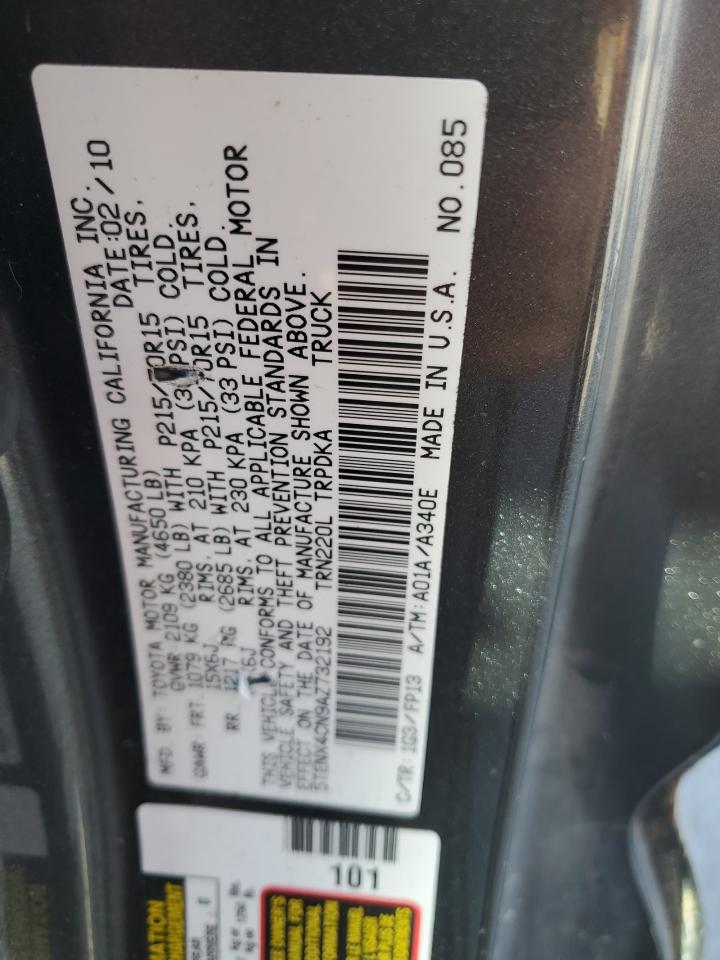 MFD. BY: TOYOTA MOTOR MANUFACTURING CALIFORNIA INC.
GVWR: 2109 KG (4650 LB) DATE: 02/10
GAWR: FRT. 1079 KG (2380 LB) WITH P215/ 0R15 TIRES,
15X6J RIMS, AT 210 KPA (3 PSI) COLD.
RR. 1217 KG (2685 LB) WITH P215/70R15 TIRES,
6J RIMS, AT 230 KPA (33 PSI) COLD.
THIS VEHICLE CONFORMS TO ALL APPLICABLE FEDERAL MOTOR
VEHICLE SAFETY AND THEFT PREVENTION STANDARDS IN
EFFECT ON THE DATE OF MANUFACTURE SHOWN ABOVE.
5TENX4CN9AZ732192 TRN220L TRPDKA TRUCK
C/TR: 1G3/FP13 A/TM: A01A/A340E MADE IN U.S.A. NO. 085
101